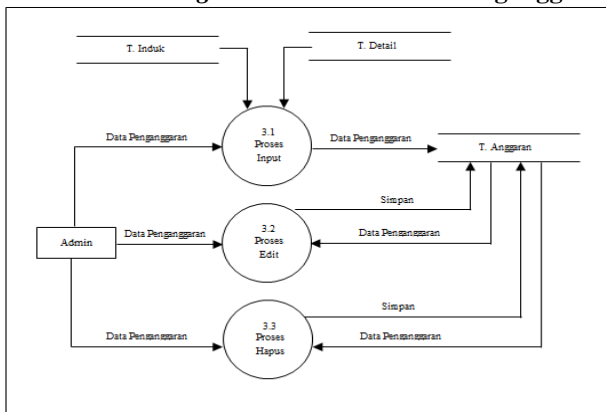 T. Induk
T. Detail
3.1
Proses
Input
Data Penganggaran
Data Penganggaran
T. Anggaran
Simpan
3.2
Proses
Edit
Admin
Data Penganggaran
Data Penganggaran
Simpan
3.3
Proses
Hapus
Data Penganggaran
Data Penganggaran